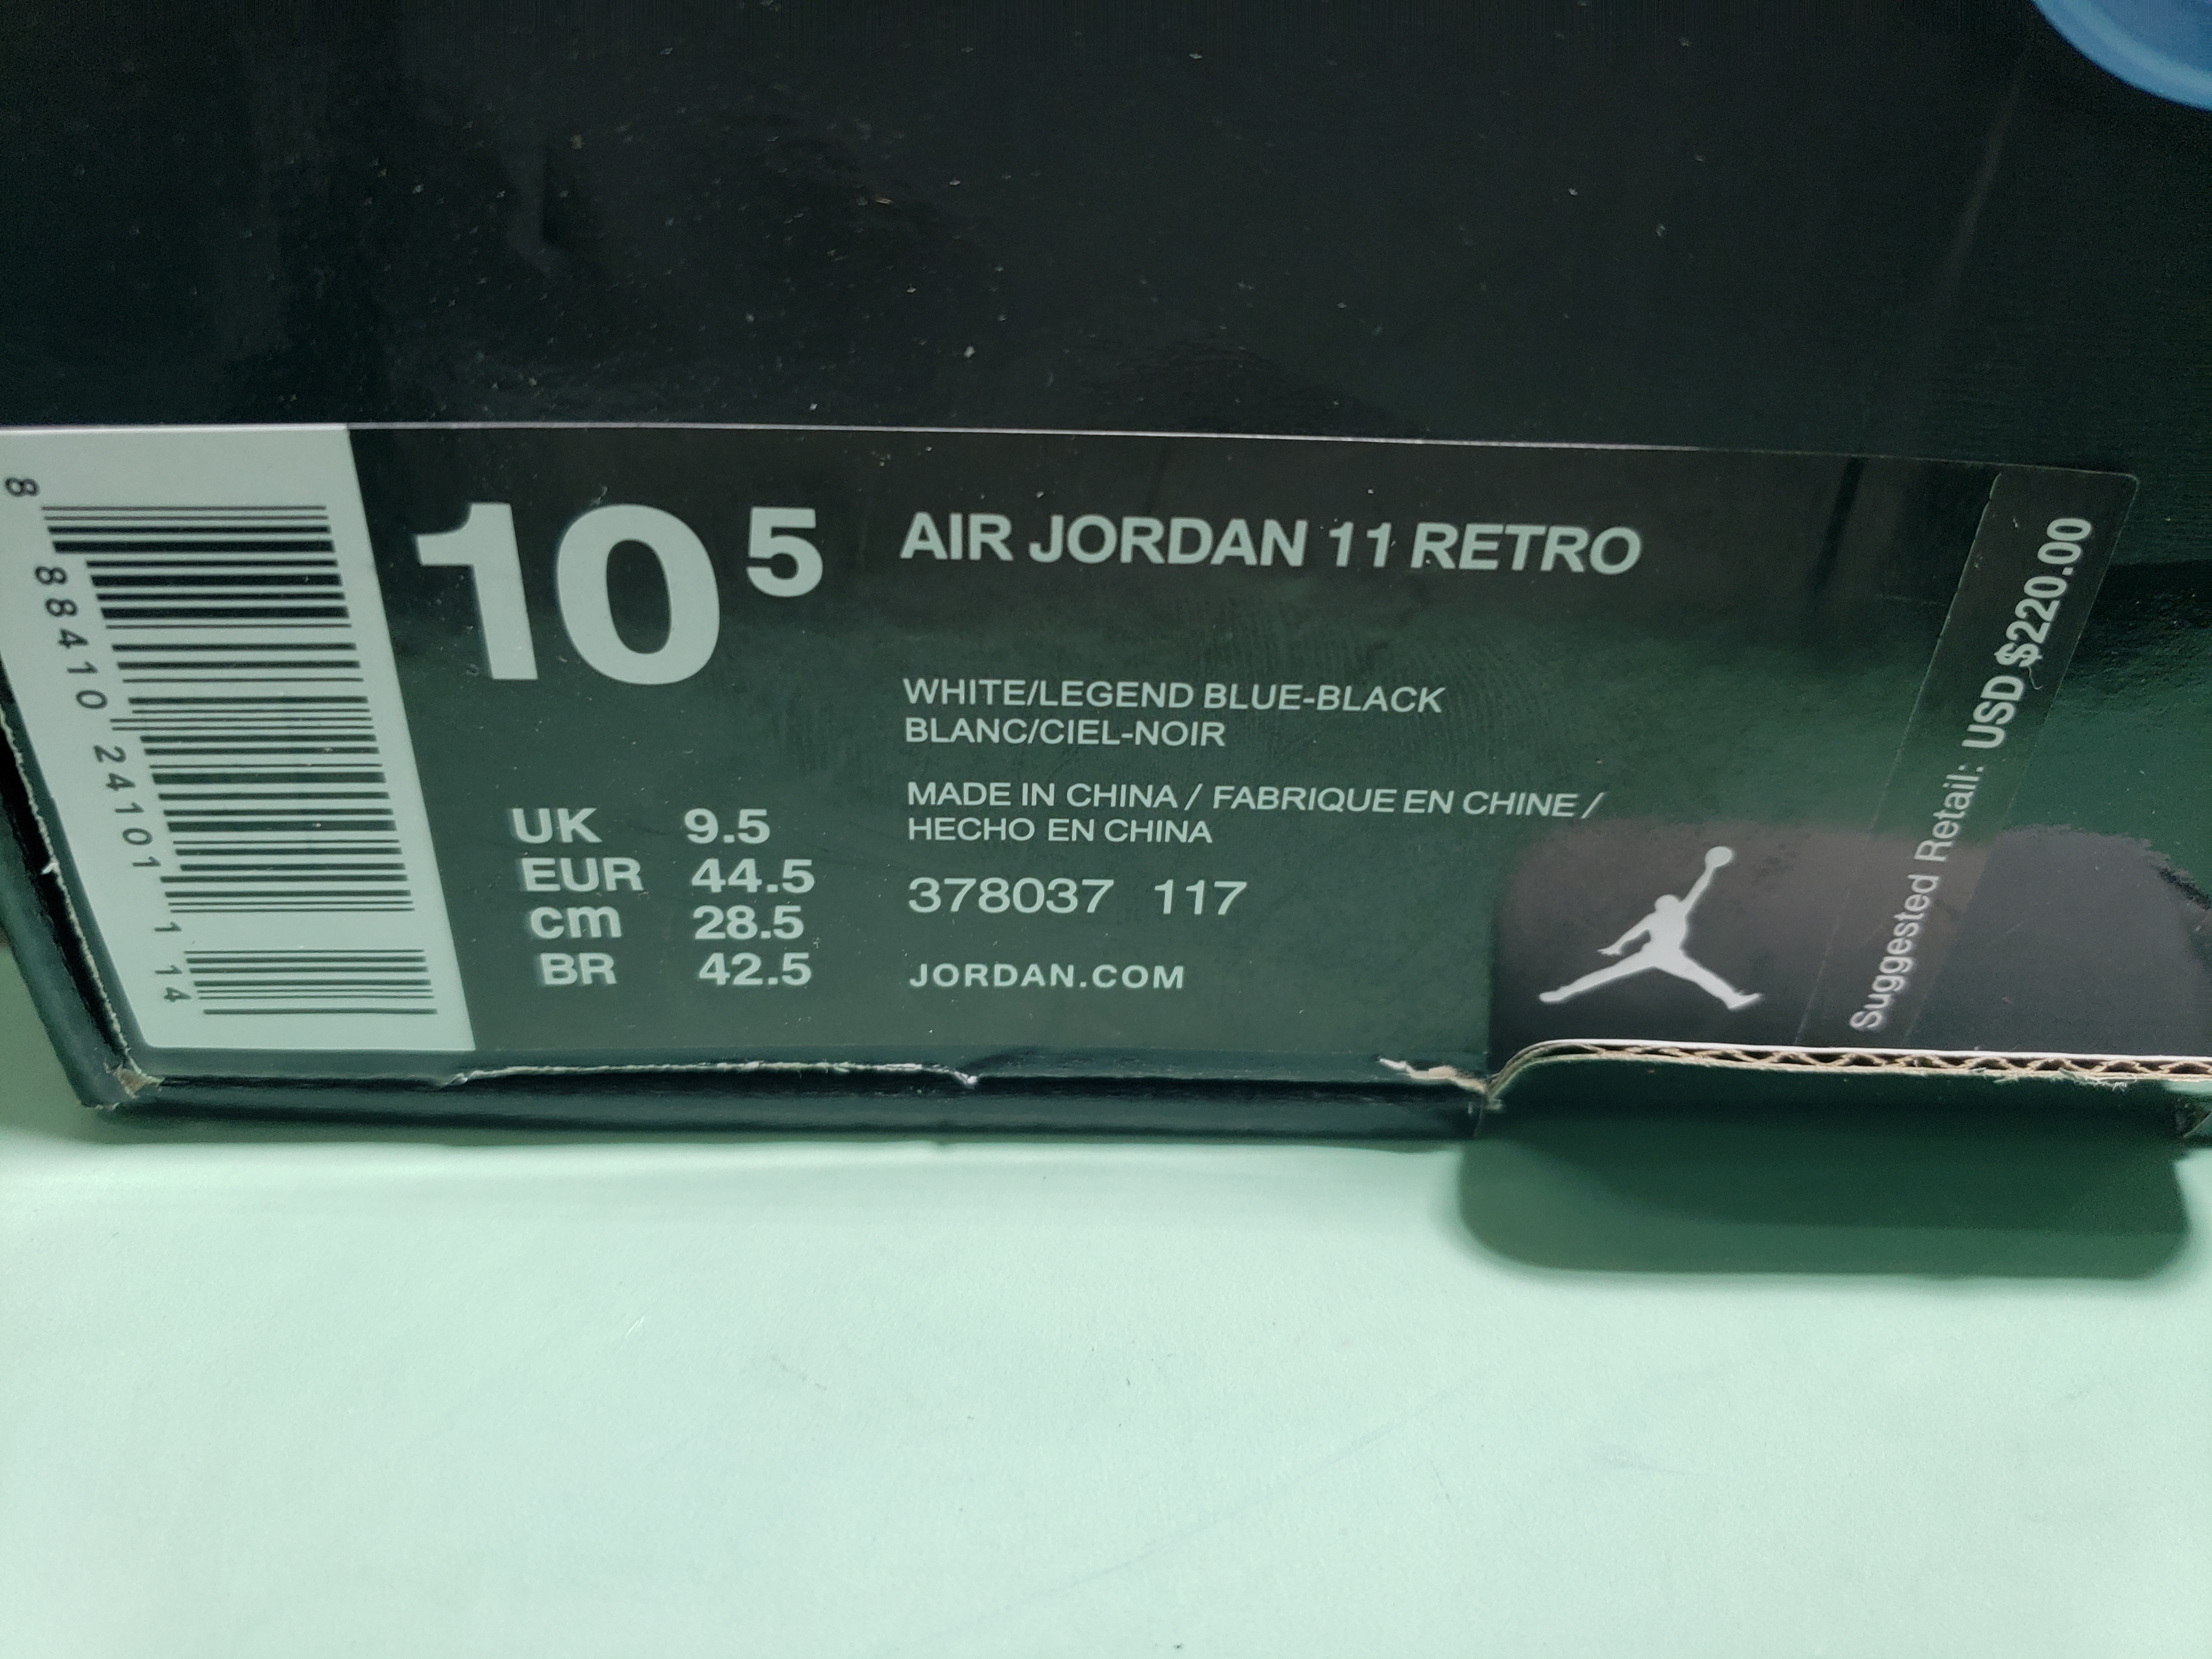 8 88410 24101 1 14
10 5
AIR JORDAN 11 RETRO
WHITE/LEGEND BLUE-BLACK
BLANC/CIEL-NOIR
MADE IN CHINA / FABRIQUE EN CHINE /
HECHO EN CHINA
378037 117
JORDAN.COM
UK 9.5
EUR 44.5
cm 28.5
BR 42.5
Suggested Retail: USD $220.00